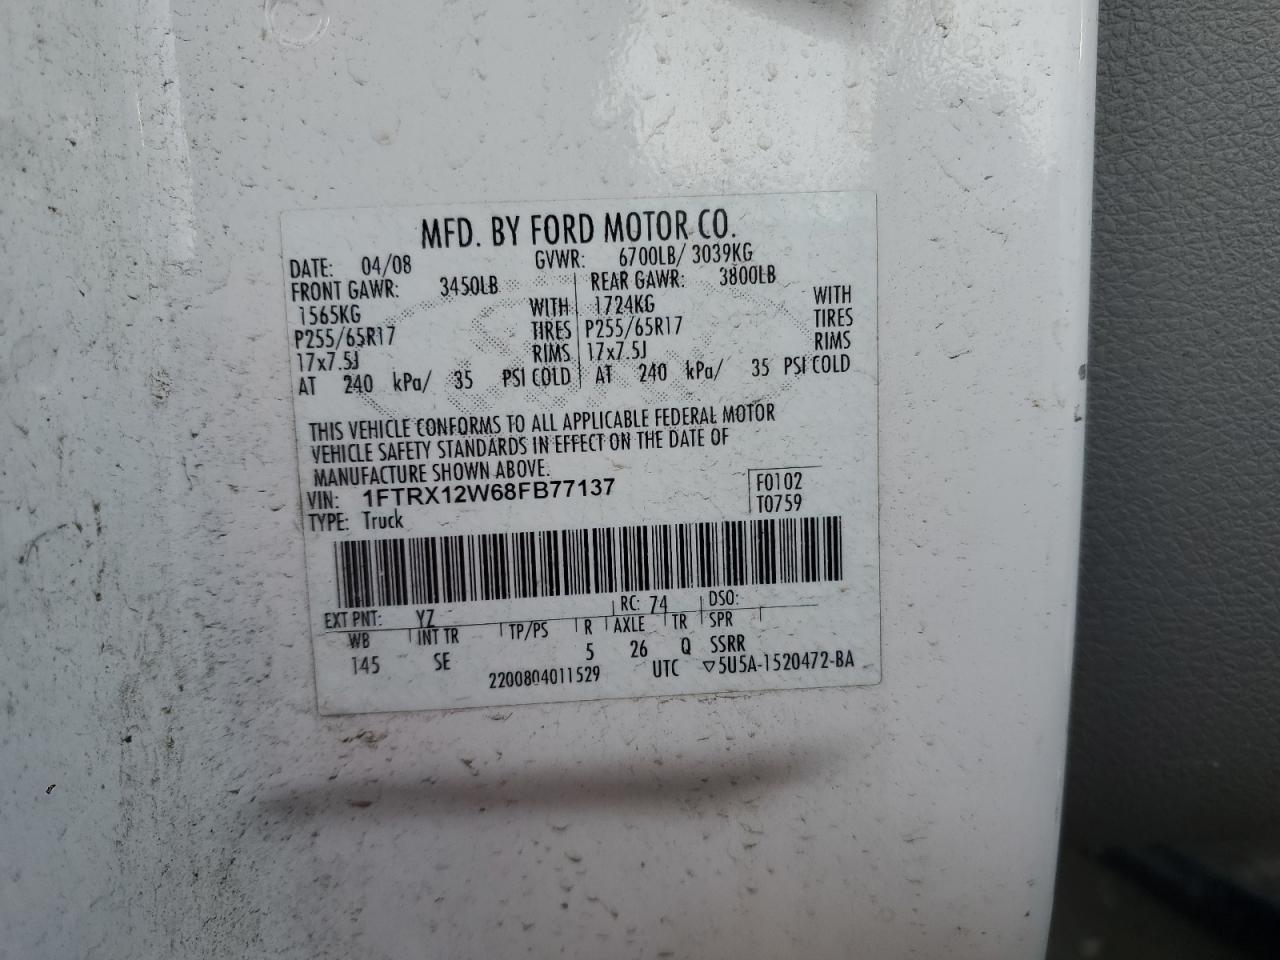 MFD. BY FORD MOTOR CO.
DATE: 04/08 GVWR: 6700LB/ 3039KG
FRONT GAWR: 3450LB REAR GAWR: 3800LB
1565KG WITH 1724KG WITH
P255/65R17 TIRES P255/65R17 TIRES
17x7.5J RIMS 17x7.5J RIMS
AT 240 kPa/ 35 PSI COLD AT 240 kPa/ 35 PSI COLD
THIS VEHICLE CONFORMS TO ALL APPLICABLE FEDERAL MOTOR
VEHICLE SAFETY STANDARDS IN EFFECT ON THE DATE OF
MANUFACTURE SHOWN ABOVE.
VIN: 1FTRX12W68FB77137 F0102
TYPE: Truck T0759
EXT PNT: YZ RC: 74 DSO:
WB INT TR TP/PS R AXLE TR SPR
145 SE 5 26 Q SSRR
2200804011529 UTC ▽5U5A-1520472-BA